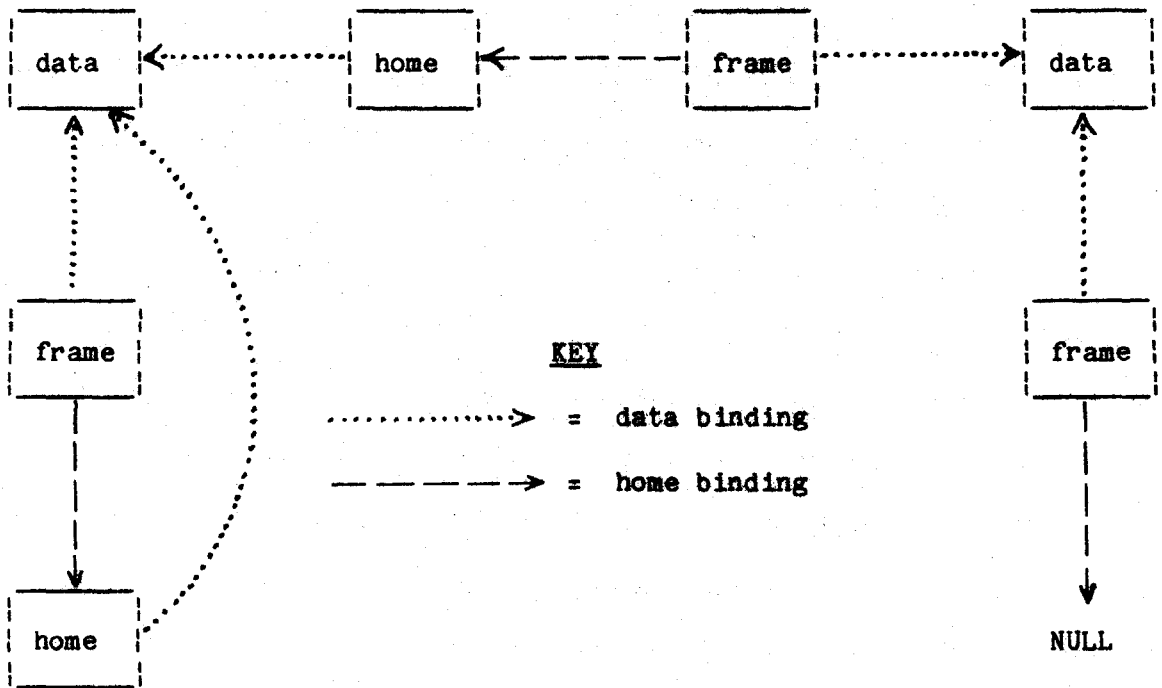 data home frame data
frame frame
KEY
= data binding
= home binding
home NULL